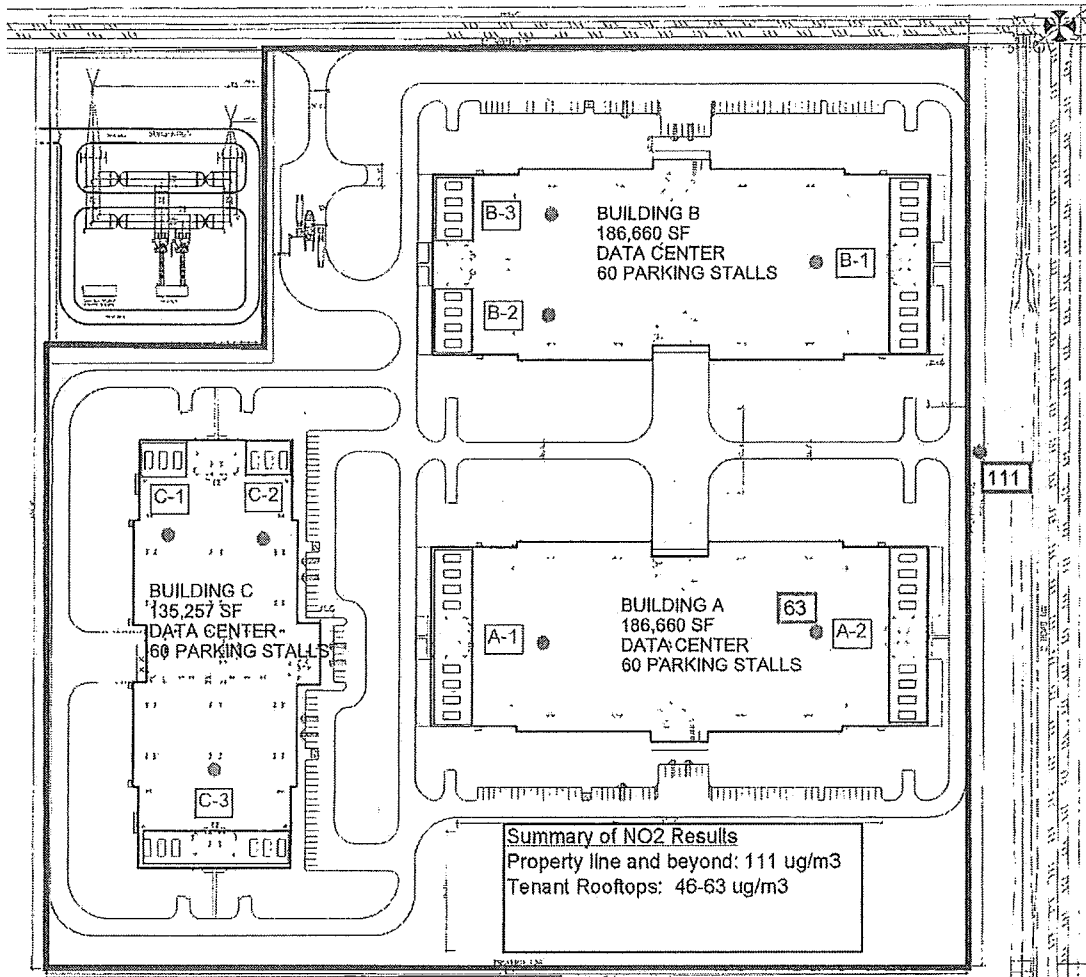 B-3
BUILDING B
186,660 SF
DATA CENTER
60 PARKING STALLS
B-1
B-2
111
C-1
C-2
BUILDING C
135,257 SF
DATA CENTER
60 PARKING STALLS
BUILDING A
186,660 SF
DATA CENTER
60 PARKING STALLS
63
A-1
A-2
C-3
Summary of NO2 Results
Property line and beyond: 111 ug/m3
Tenant Rooftops: 46-63 ug/m3